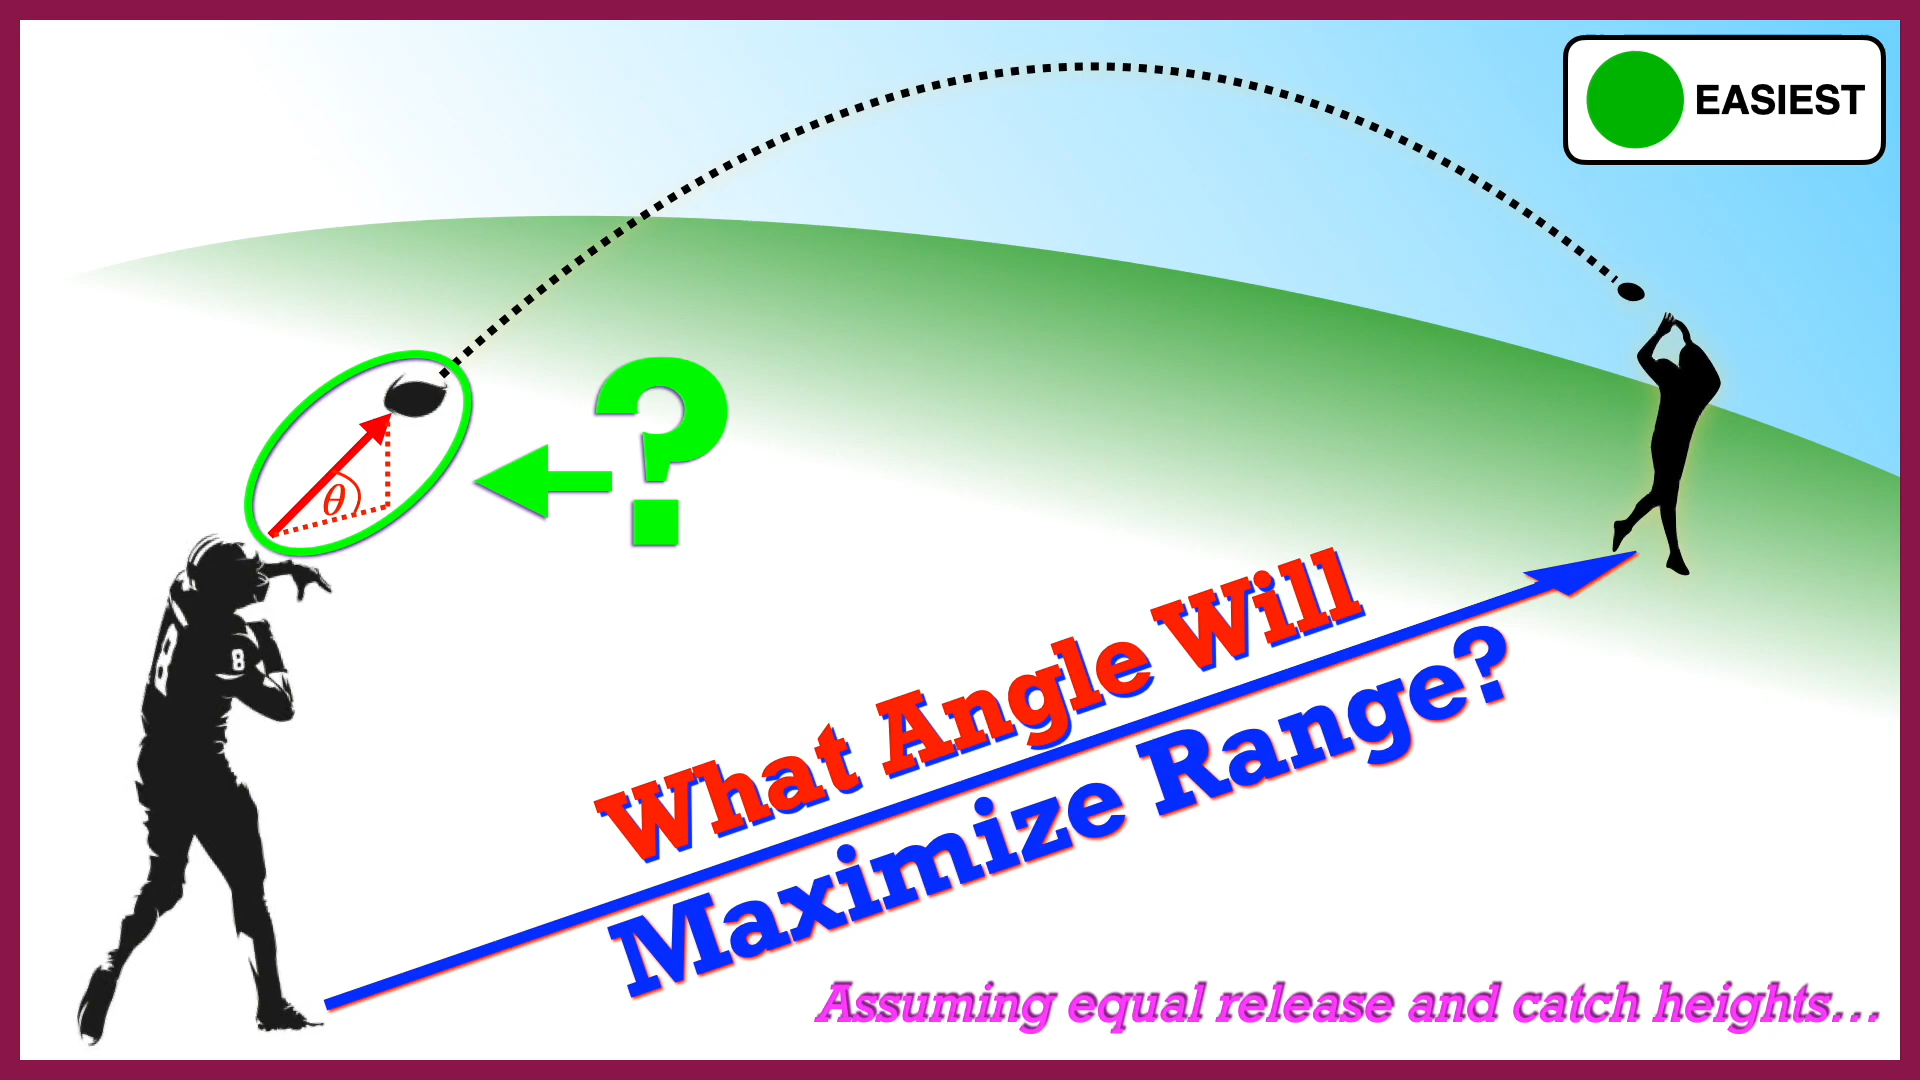 EASIEST
?
θ
8
8
What Angle Will
Maximize Range?
Assuming equal release and catch heights...